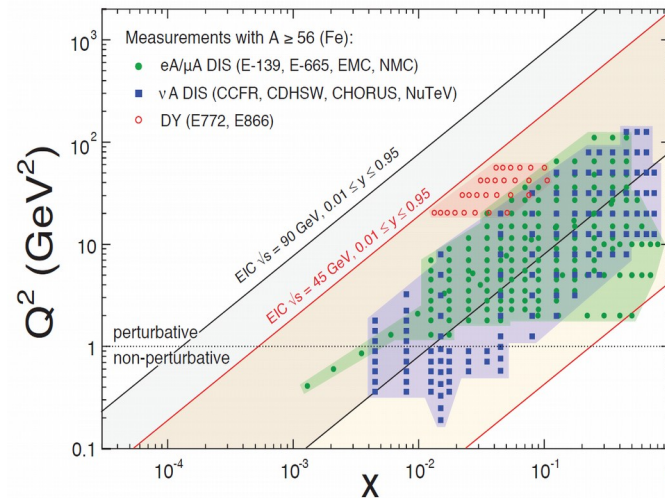 Measurements with A ≥ 56 (Fe):
eA/μA DIS (E-139, E-665, EMC, NMC)
νA DIS (CCFR, CDHSW, CHORUS, NuTeV)
DY (E772, E866)
EIC √s = 90 GeV, 0.01 ≤ y ≤ 0.95
EIC √s = 45 GeV, 0.01 ≤ y ≤ 0.95
perturbative
non-perturbative
Q² (GeV²)
10³
10²
10
1
0.1
10⁻⁴
10⁻³
10⁻²
10⁻¹
1
x